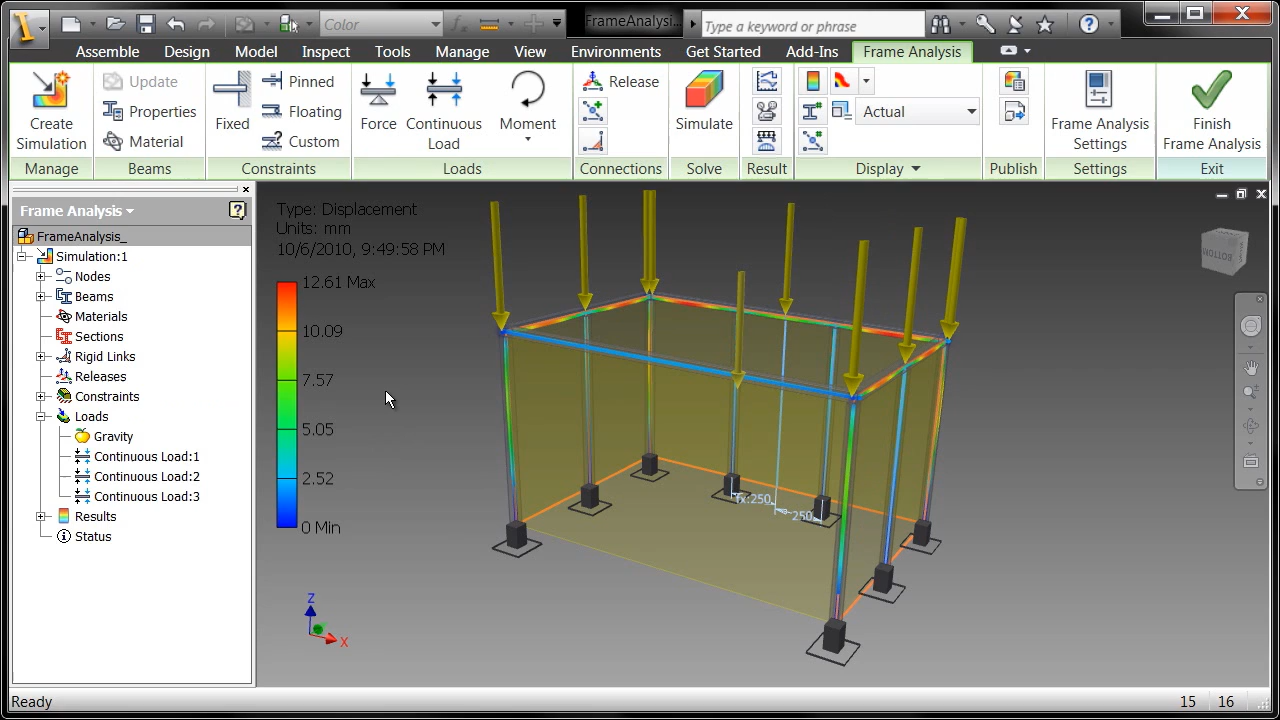 Color
fx
FrameAnalysi...
Type a keyword or phrase
Assembly Design Model Inspect Tools Manage View Environments Get Started Add-Ins Frame Analysis
Create Simulation
Manage
Update
Properties
Material
Beams
Fixed
Pinned
Floating
Custom
Constraints
Force
Continuous Load
Moment
Loads
Release
Connections
Simulate
Solve
Result
Actual
Display
Publish
Frame Analysis Settings
Settings
Finish Frame Analysis
Exit
Frame Analysis
FrameAnalysis_
Simulation:1
Nodes
Beams
Materials
Sections
Rigid Links
Releases
Constraints
Loads
Gravity
Continuous Load:1
Continuous Load:2
Continuous Load:3
Results
Status
Type: Displacement
Units: mm
10/6/2010, 9:49:58 PM
12.61 Max
10.09
7.57
5.05
2.52
0 Min
fx:250
250
BOTTOM
Z
X
Ready
15 16